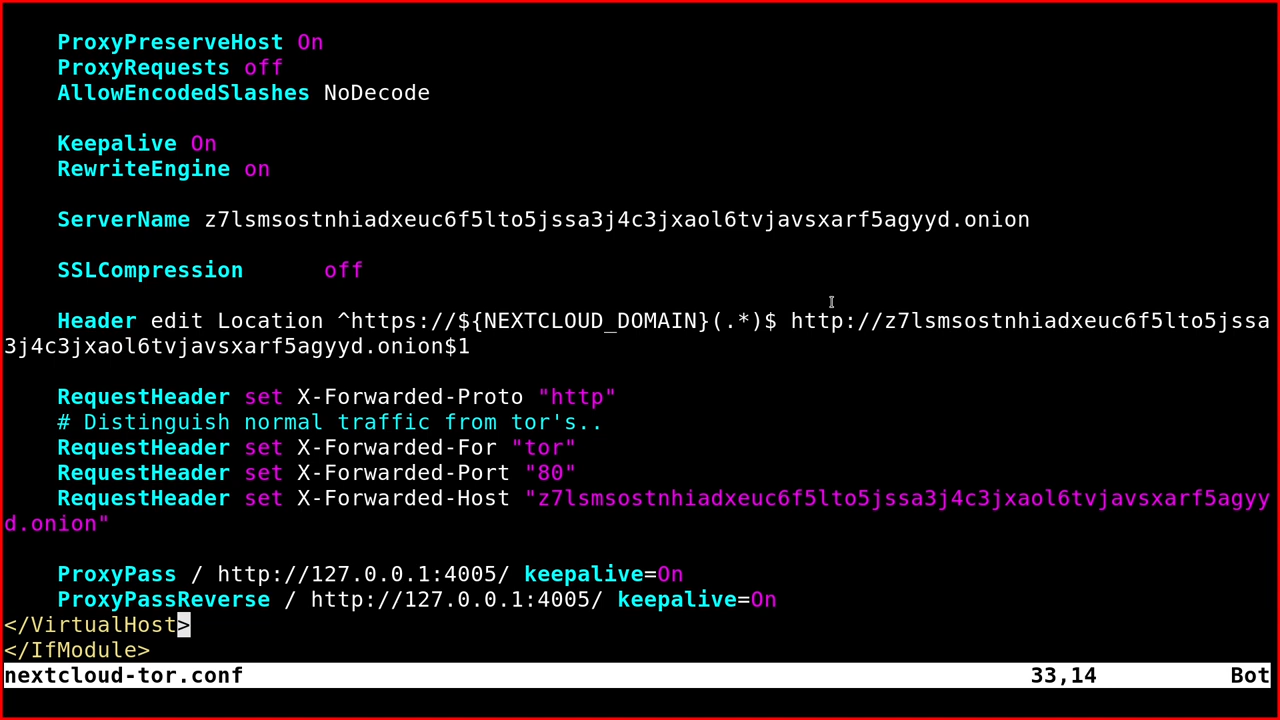 ProxyPreserveHost On
ProxyRequests off
AllowEncodedSlashes NoDecode
Keepalive On
RewriteEngine on
ServerName z7lsmsostnhiadxeuc6f5lto5jssa3j4c3jxaol6tvjavsxarf5agyyd.onion
SSLCompression off
Header edit Location ^https://${NEXTCLOUD_DOMAIN}(.*)$ http://z7lsmsostnhiadxeuc6f5lto5jssa
3j4c3jxaol6tvjavsxarf5agyyd.onion$1
RequestHeader set X-Forwarded-Proto "http"
# Distinguish normal traffic from tor's..
RequestHeader set X-Forwarded-For "tor"
RequestHeader set X-Forwarded-Port "80"
RequestHeader set X-Forwarded-Host "z7lsmsostnhiadxeuc6f5lto5jssa3j4c3jxaol6tvjavsxarf5agyy
d.onion"
ProxyPass / http://127.0.0.1:4005/ keepalive=On
ProxyPassReverse / http://127.0.0.1:4005/ keepalive=On
</VirtualHost>
</IfModule>
nextcloud-tor.conf 33,14 Bot